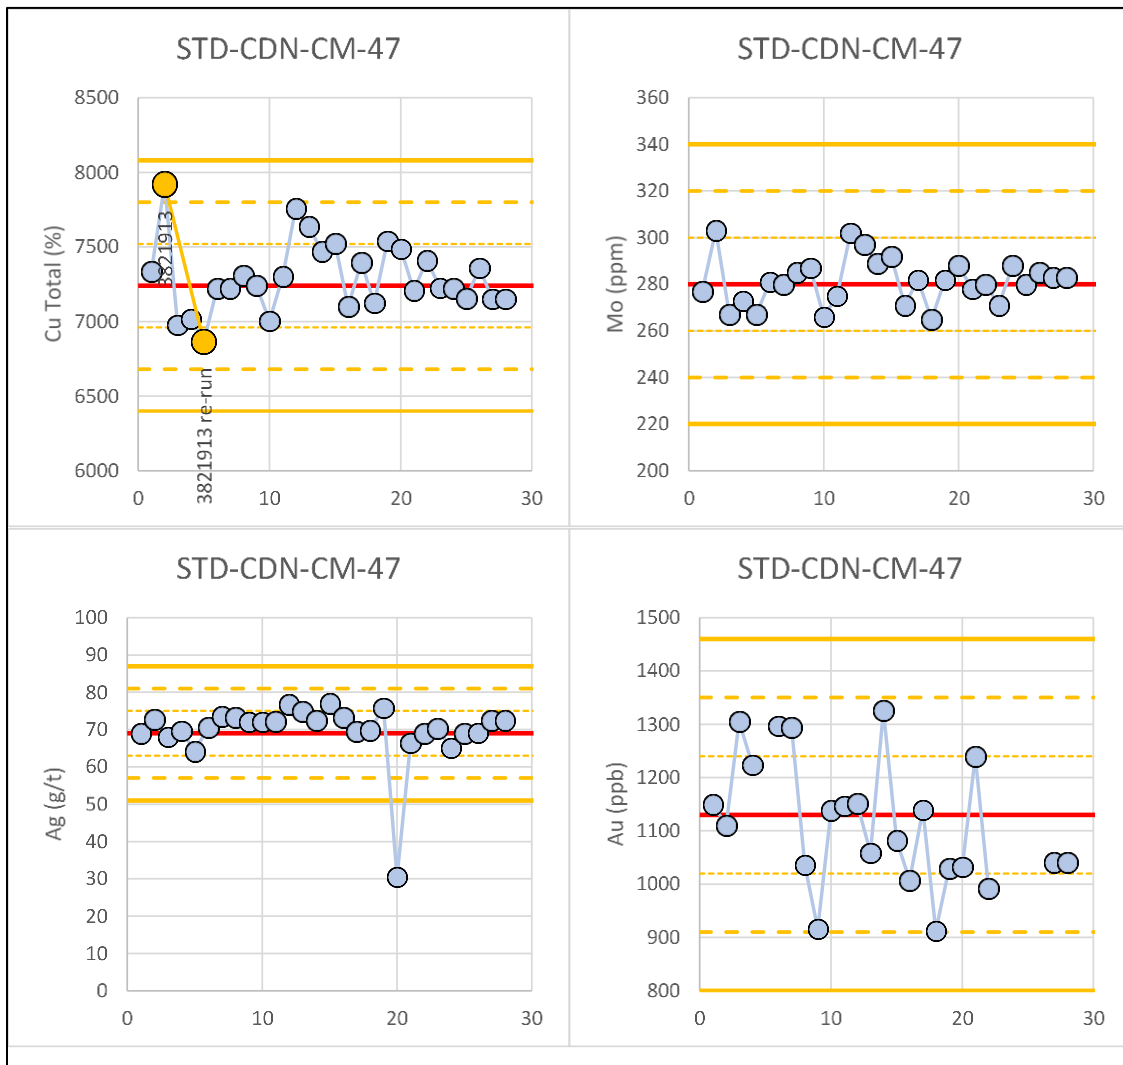 STD-CDN-CM-47
Cu Total (%)
8500
8000
7500
7000
6500
6000
3821913
3821913 re-run
0 10 20 30
STD-CDN-CM-47
Mo (ppm)
360
340
320
300
280
260
240
220
200
0 10 20 30
STD-CDN-CM-47
Ag (g/t)
100
90
80
70
60
50
40
30
20
10
0
0 10 20 30
STD-CDN-CM-47
Au (ppb)
1500
1400
1300
1200
1100
1000
900
800
0 10 20 30